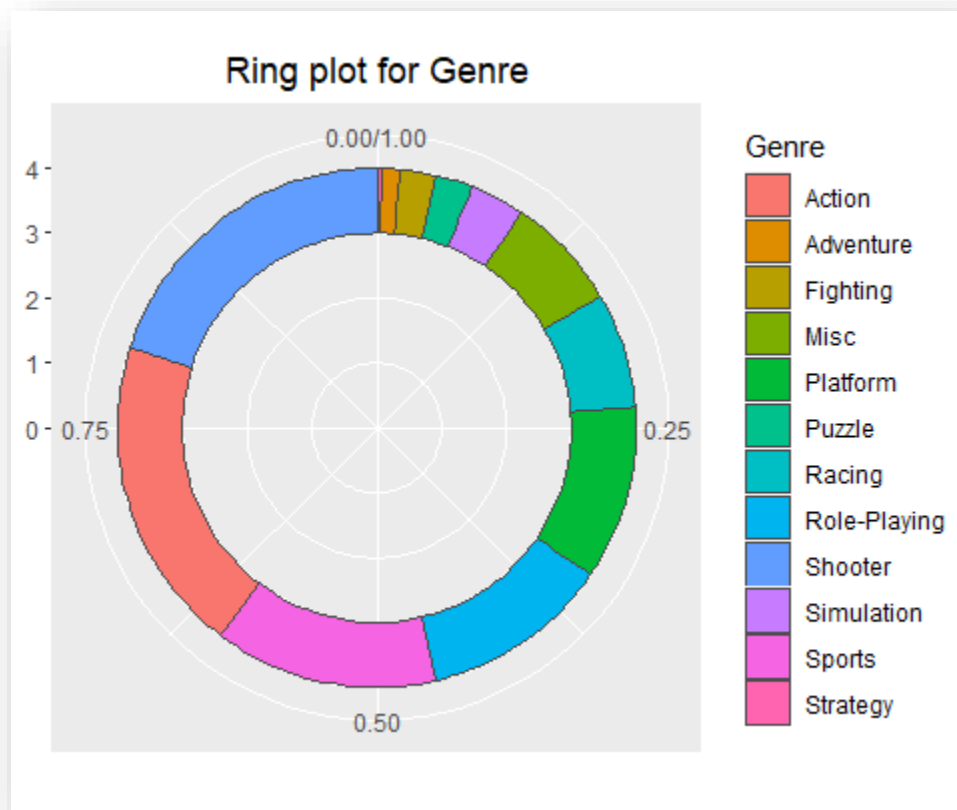 Ring plot for Genre
0.00/1.00
4
3
2
1
0
0.75
0.25
0.50
Genre
Action
Adventure
Fighting
Misc
Platform
Puzzle
Racing
Role-Playing
Shooter
Simulation
Sports
Strategy